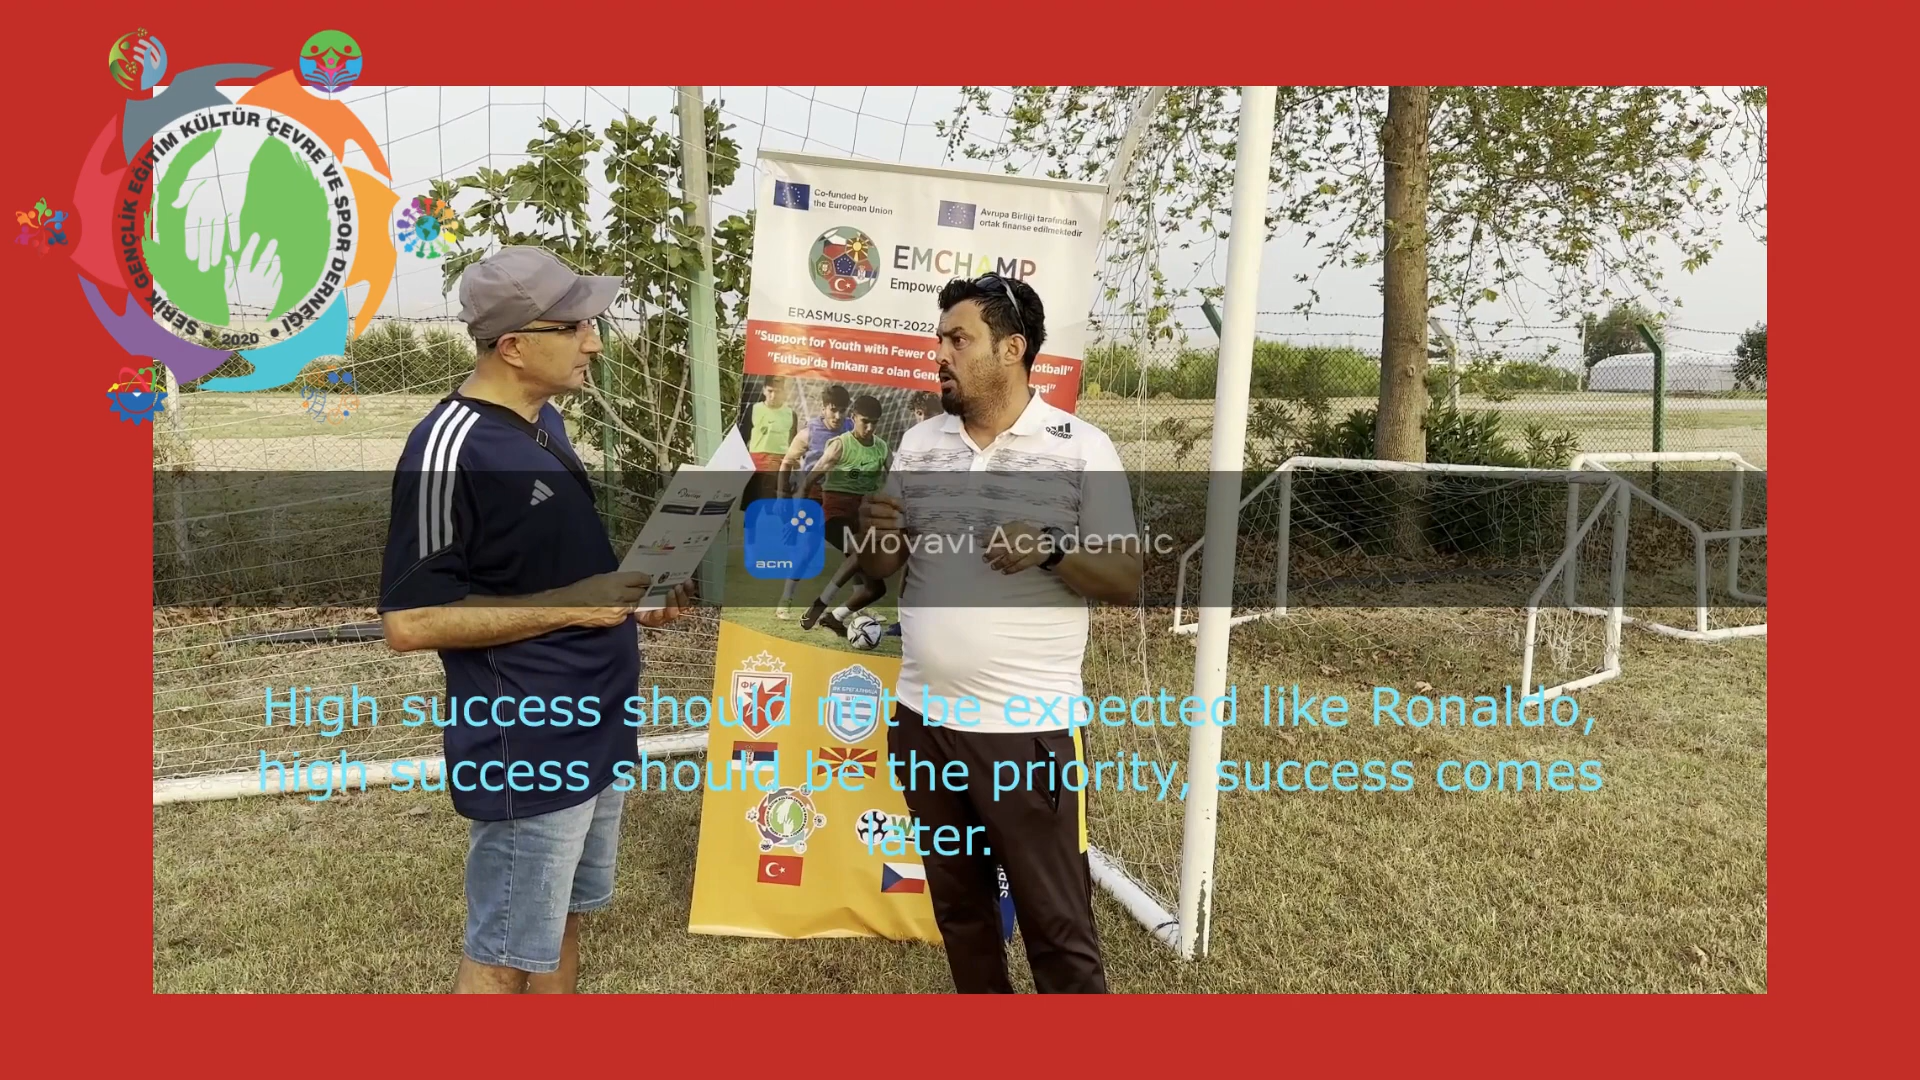 SERİK GENÇLİK EĞİTİM KÜLTÜR ÇEVRE VE SPOR DERNEĞİ
• 2020 •
Co-funded by
the European Union
Avrupa Birliği tarafından
ortak finanse edilmektedir
EMCHAMP
ERASMUS-SPORT-2022
"Support for Youth with Fewer
"Futbol'da İmkanı az olan
adidas
acm
Movavi Academic
High success should not be expected like Ronaldo,
high success should be the priority, success comes
later.